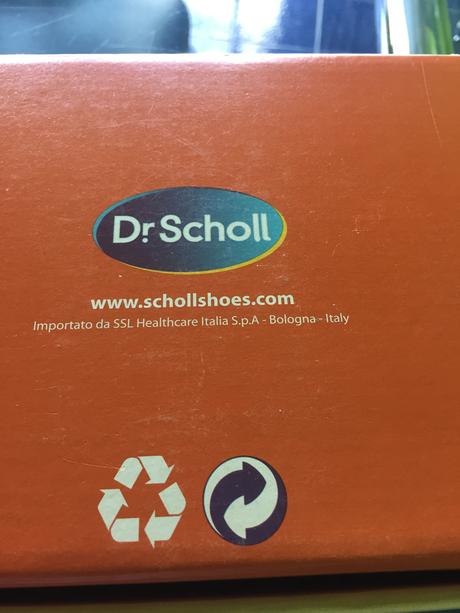 Dr. Scholl
www.schollshoes.com
Importato da SSL Healthcare Italia S.p.A - Bologna - Italy